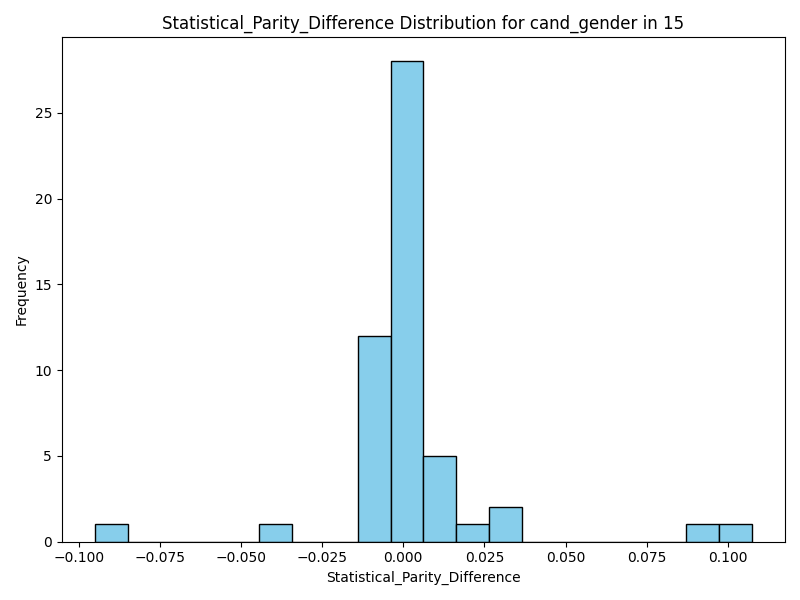 Statistical_Parity_Difference Distribution for cand_gender in 15
Frequency
25
20
15
10
5
0
−0.100 −0.075 −0.050 −0.025 0.000 0.025 0.050 0.075 0.100
Statistical_Parity_Difference